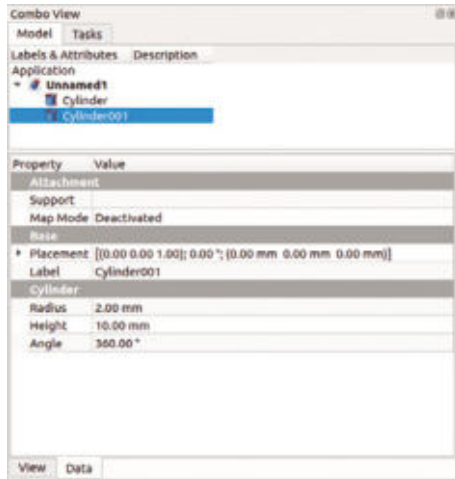 Combo View
Model Tasks
Labels & Attributes Description
Application
Unnamed1
Cylinder
Cylinder001
Property Value
Attachment
Support
Map Mode Deactivated
Base
Placement [(0.00 0.00 1.00); 0.00 °; (0.00 mm 0.00 mm 0.00 mm)]
Label Cylinder001
Cylinder
Radius 2.00 mm
Height 10.00 mm
Angle 360.00 °
View Data